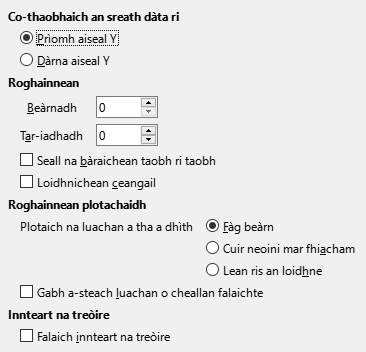 Co-thaobhaich an sreath dàta ri
Prìomh aiseal Y
Dàrna aiseal Y
Roghainnean
Beàrnadh 0
Tar-iadhadh 0
Seall na bàraichean taobh ri taobh
Loidhnichean ceangail
Roghainnean plotachaidh
Plotaich na luachan a tha a dhìth Fàg beàrn
Cuir neoini mar fhiacham
Lean ris an loidhne
Gabh a-steach luachan o cheallan falaichte
Innteart na treòire
Falaich innteart na treòire